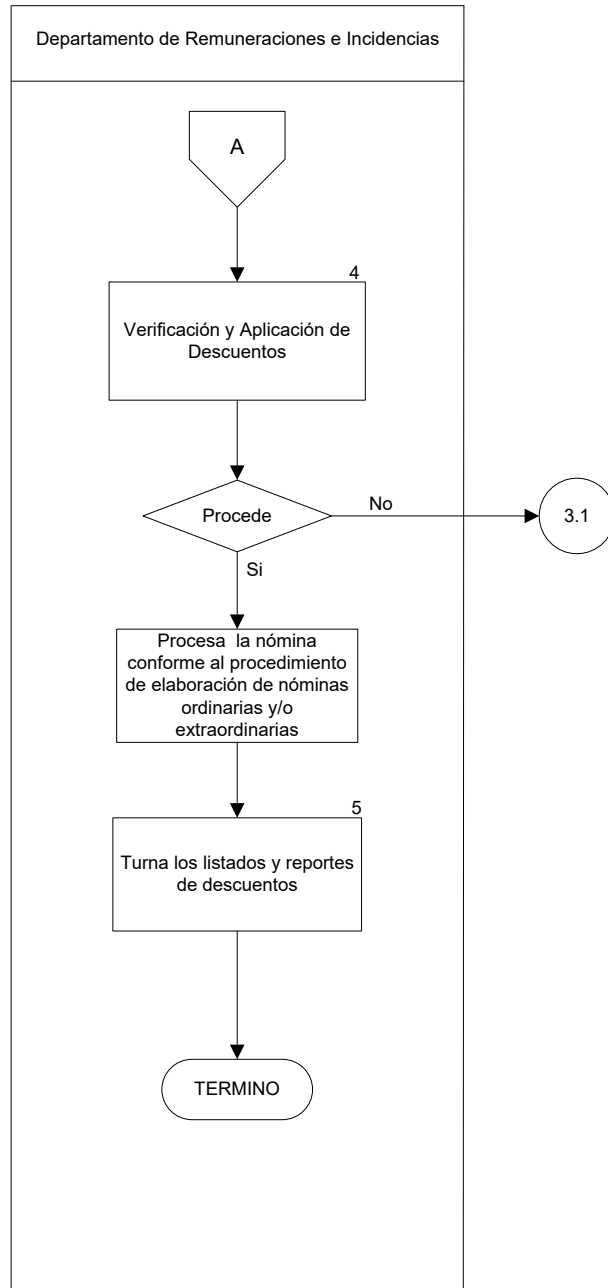 Departamento de Remuneraciones e Incidencias
A
4
Verificación y Aplicación de
Descuentos
Procede
No
3.1
Si
Procesa la nómina
conforme al procedimiento
de elaboración de nóminas
ordinarias y/o
extraordinarias
5
Turna los listados y reportes
de descuentos
TERMINO